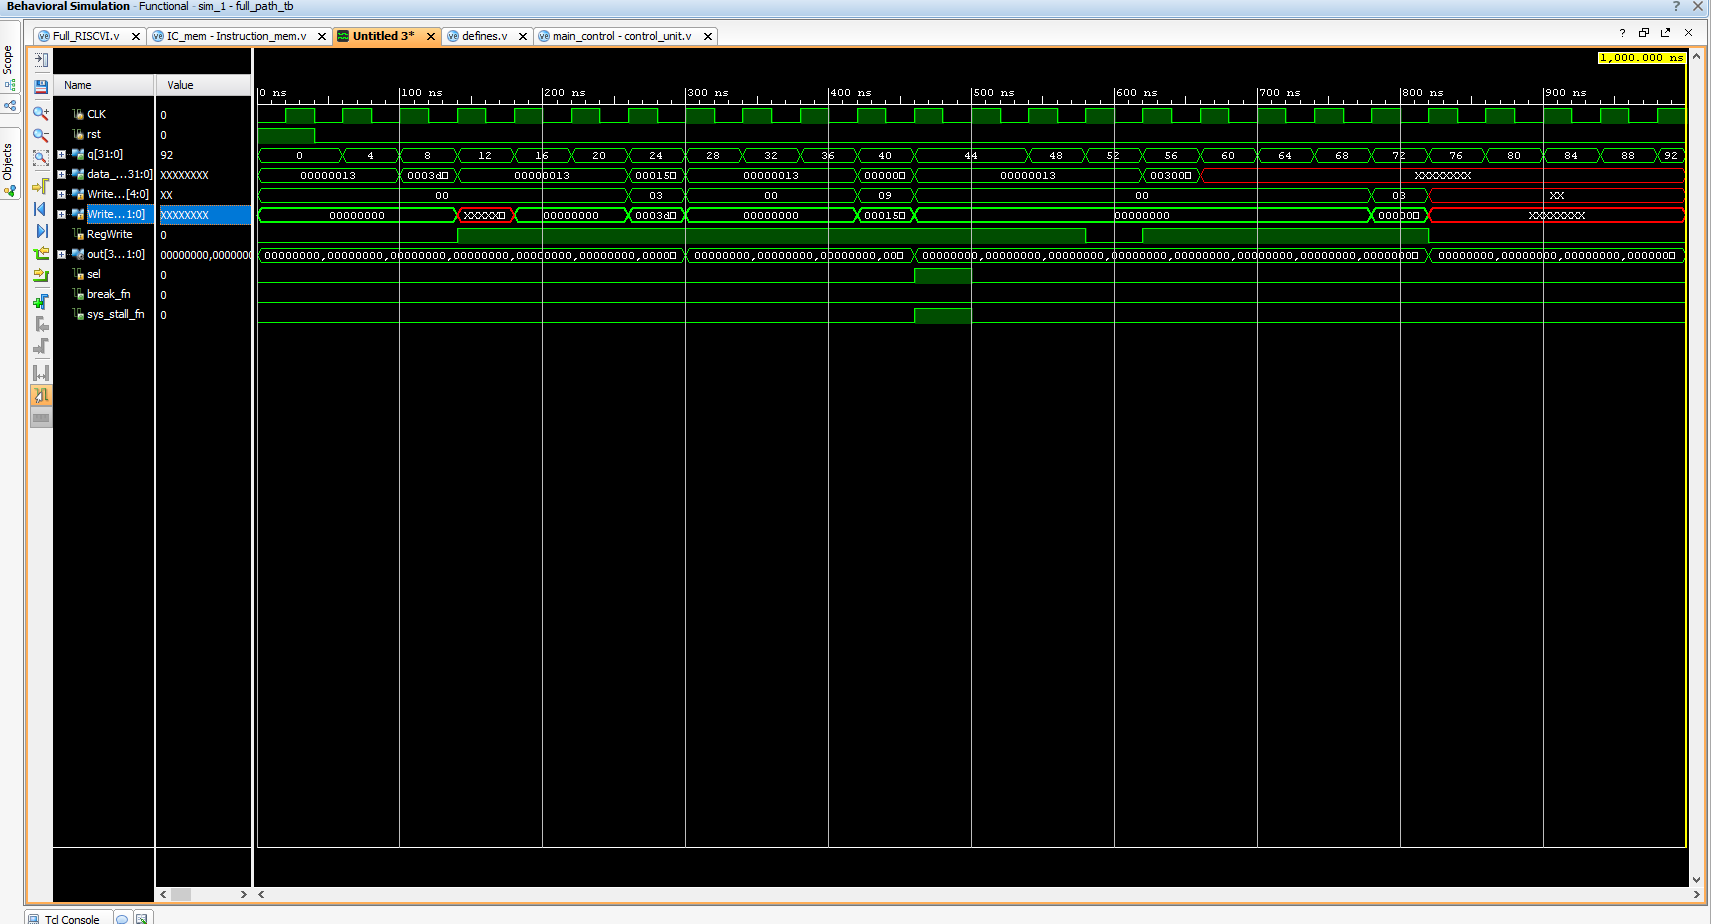 Behavioral Simulation - Functional - sim_1 - full_path_tb
Full_RISCVI.v IC_mem - Instruction_mem.v Untitled 3* defines.v main_control - control_unit.v
Scope
Objects
1,000.000 ns
Name Value
0 ns 100 ns 200 ns 300 ns 400 ns 500 ns 600 ns 700 ns 800 ns 900 ns
CLK 0
rst 0
q[31:0] 92 0 4 8 12 16 20 24 28 32 36 40 44 48 52 56 60 64 68 72 76 80 84 88 92
data_...31:0] XXXXXXXX 00000013 0003d 00000013 00015 00000013 00000 00000013 00300 XXXXXXXX
Write...[4:0] XX 00 03 00 09 00 03 XX
Write...1:0] XXXXXXXX 00000000 XXXXX 00000000 0003d 00000000 00015 00000000 00000 XXXXXXXX
RegWrite 0
out[3...1:0] 00000000,0000000 00000000,00000000,00000000,00000000,00000000,00000000,0000 00000000,00000000,00000000,00 00000000,00000000,00000000,00000000,00000000,00000000,00000000,0000000 00000000,00000000,00000000,0000000
sel 0
break_fn 0
sys_stall_fn 0
Tcl Console